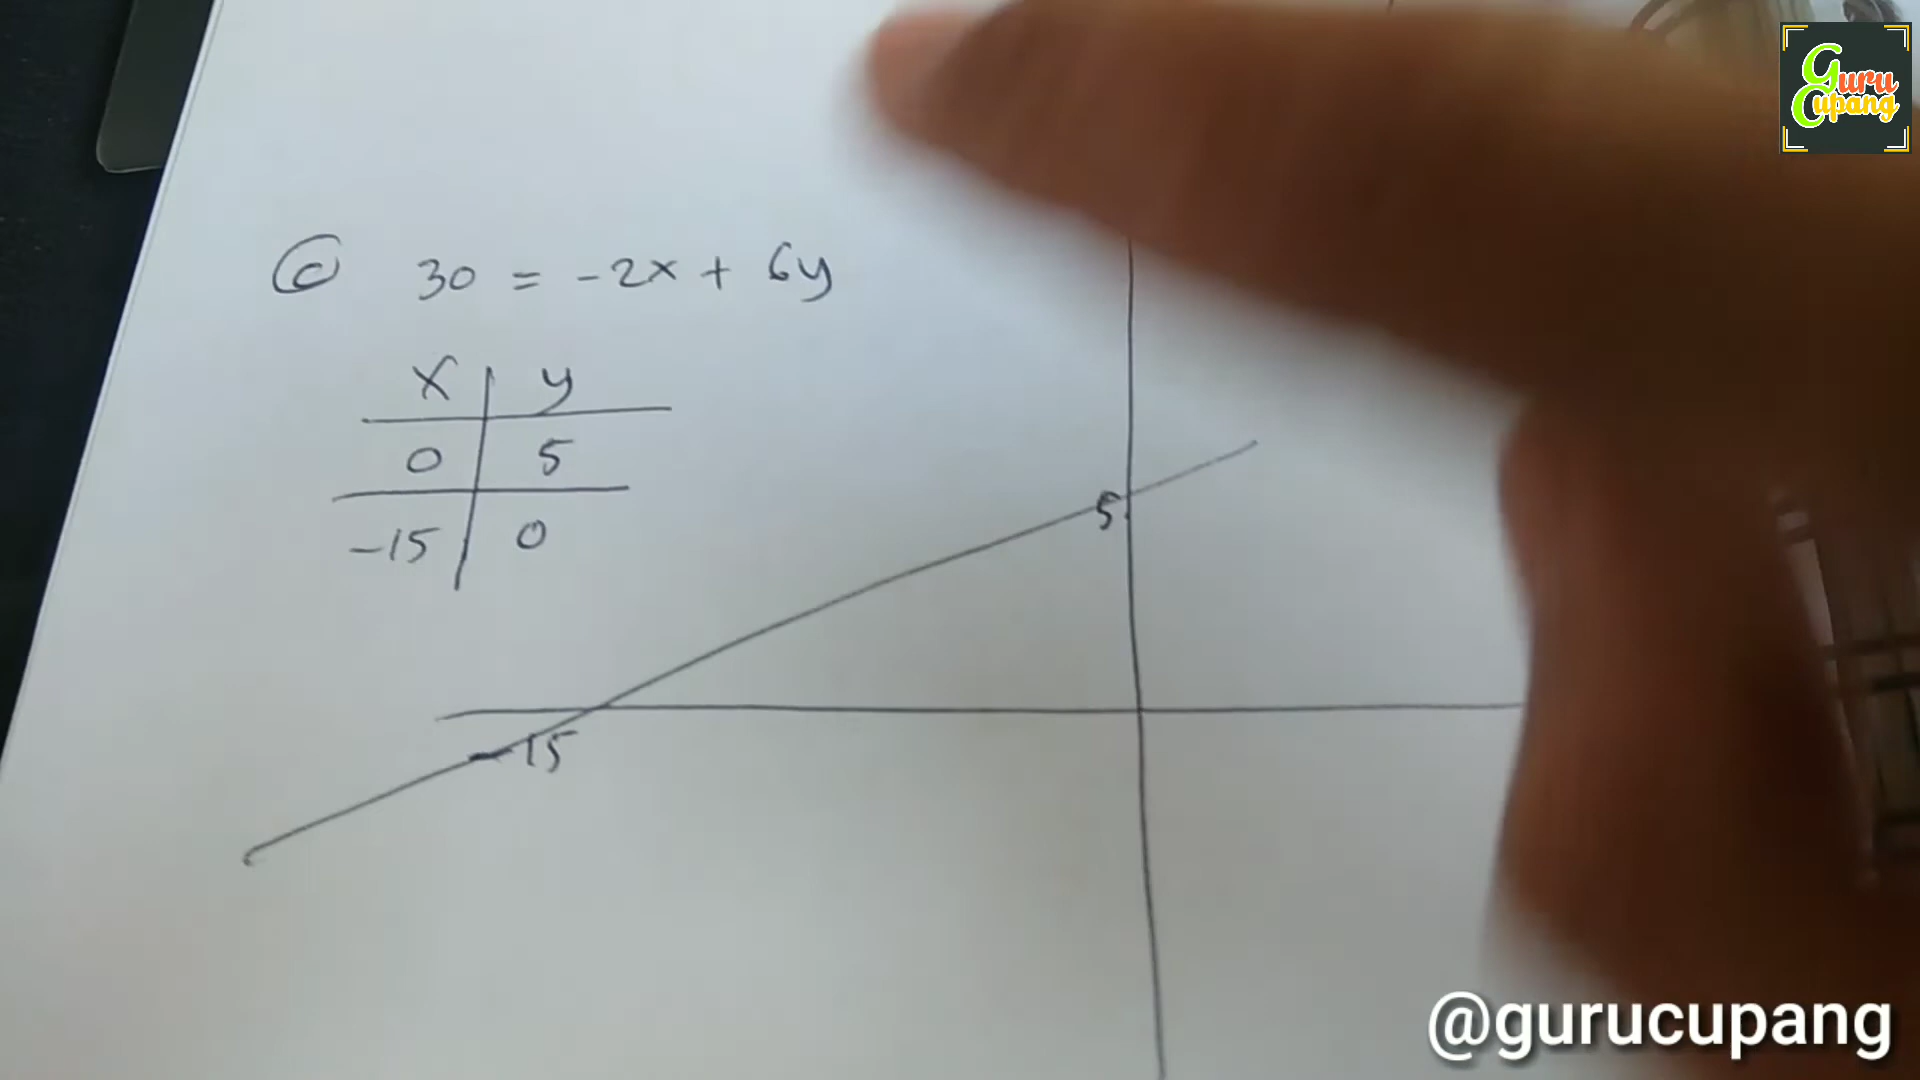 Guru
Cupang
c 30 = -2x + 6y
x y
0 5
-15 0
5
-15
@gurucupang